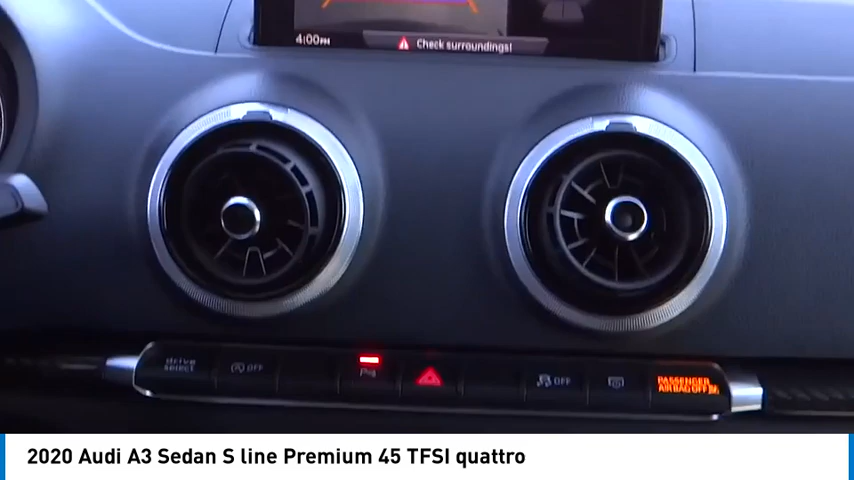 4:00PM
Check surroundings!
drive
select
OFF
P
OFF
PASSENGER
AIR BAG OFF
2020 Audi A3 Sedan S line Premium 45 TFSI quattro